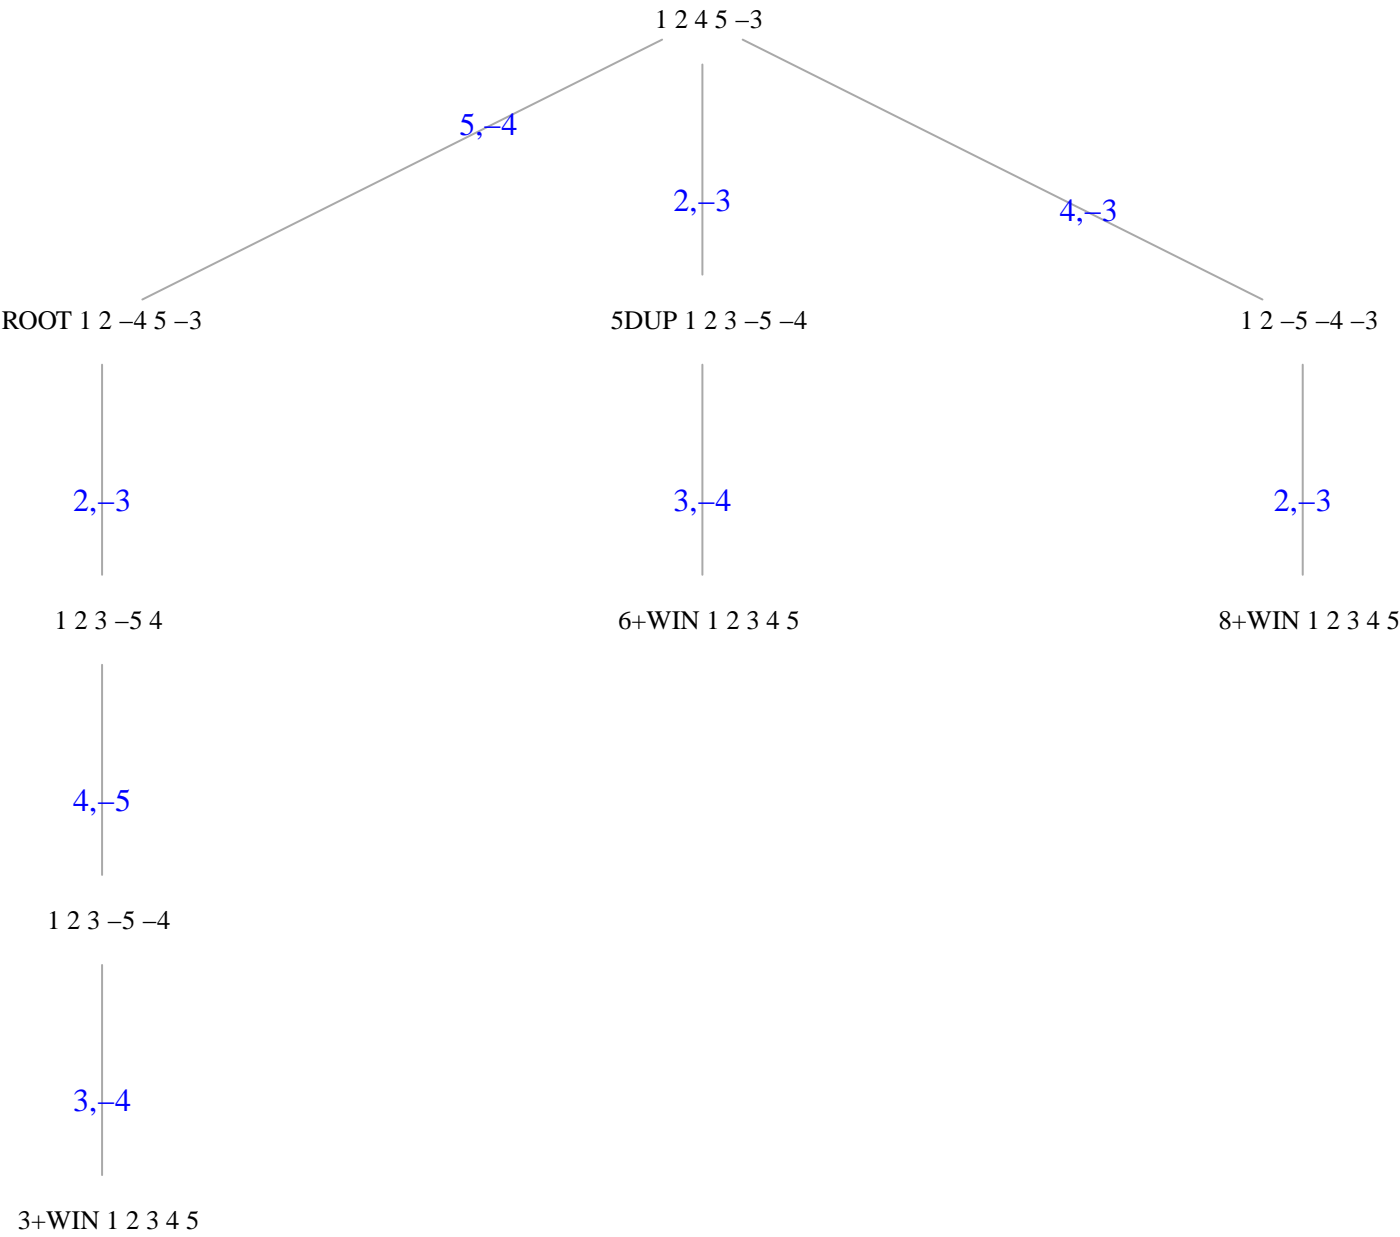 1 2 4 5 –3
5,–4
2,–3
4,–3
ROOT 1 2 –4 5 –3
5DUP 1 2 3 –5 –4
1 2 –5 –4 –3
2,–3
3,–4
2,–3
1 2 3 –5 4
6+WIN 1 2 3 4 5
8+WIN 1 2 3 4 5
4,–5
1 2 3 –5 –4
3,–4
3+WIN 1 2 3 4 5